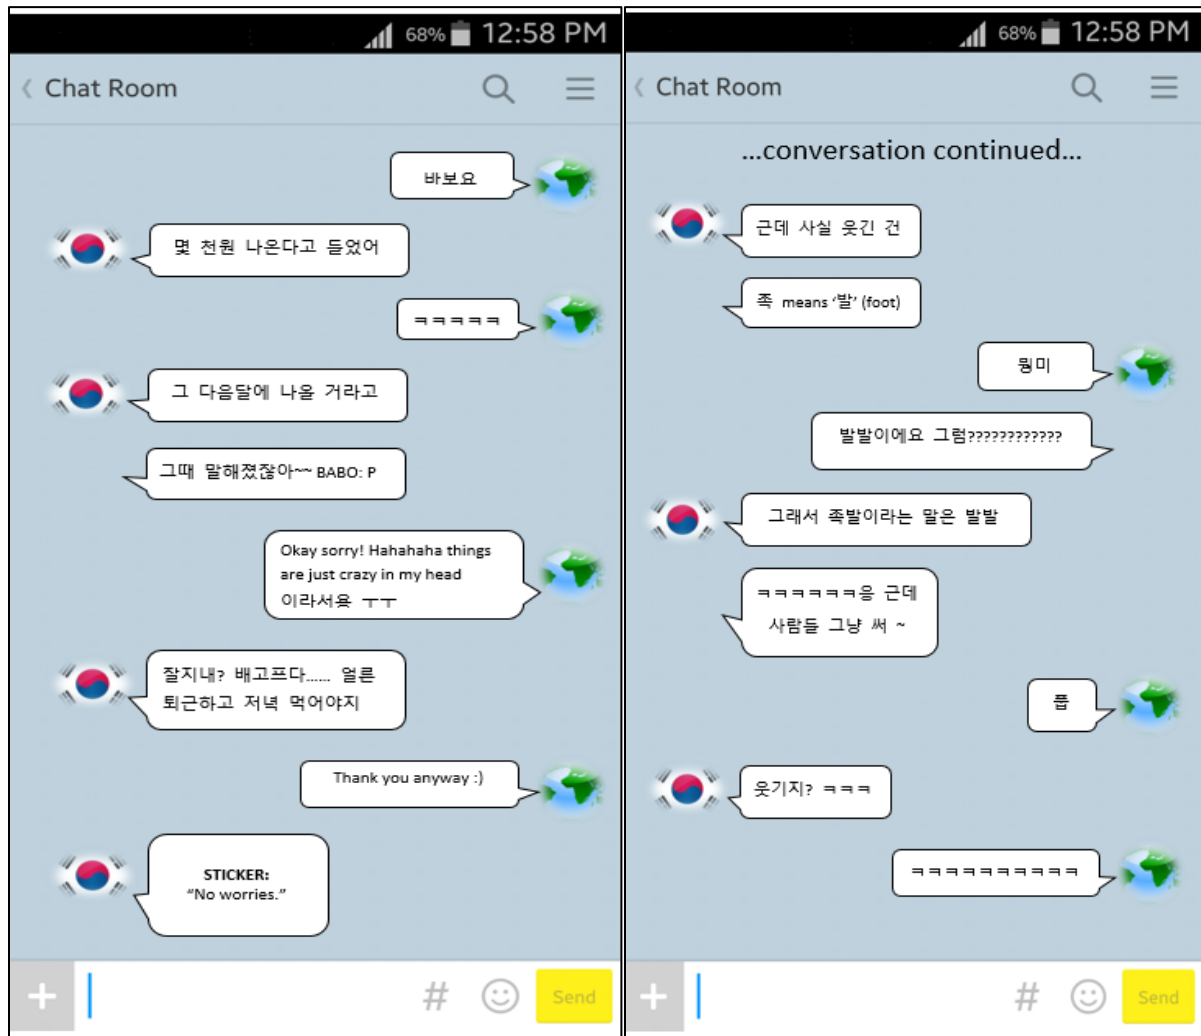 68% 12:58 PM
Chat Room
바보요
몇 천원 나온다고 들었어
ㅋㅋㅋㅋㅋ
그 다음달에 나올 거라고
그때 말해졌잖아~~ BABO: P
Okay sorry! Hahahaha things
are just crazy in my head
이라서욪 ㅜㅜ
잘지내? 배고프다...... 얼른
퇴근하고 저녁 먹어야지
Thank you anyway :)
STICKER:
“No worries.”
+ # Send
68% 12:58 PM
Chat Room
...conversation continued...
근데 사실 웃긴 건
족 means ‘발’ (foot)
뭥미
발발이에요 그럼????????????
그래서 족발이라는 말은 발발
ㅋㅋㅋㅋㅋㅋ응 근데
사람들 그냥 써 ~
풉
웃기지? ㅋㅋㅋ
ㅋㅋㅋㅋㅋㅋㅋㅋㅋㅋ
+ # Send